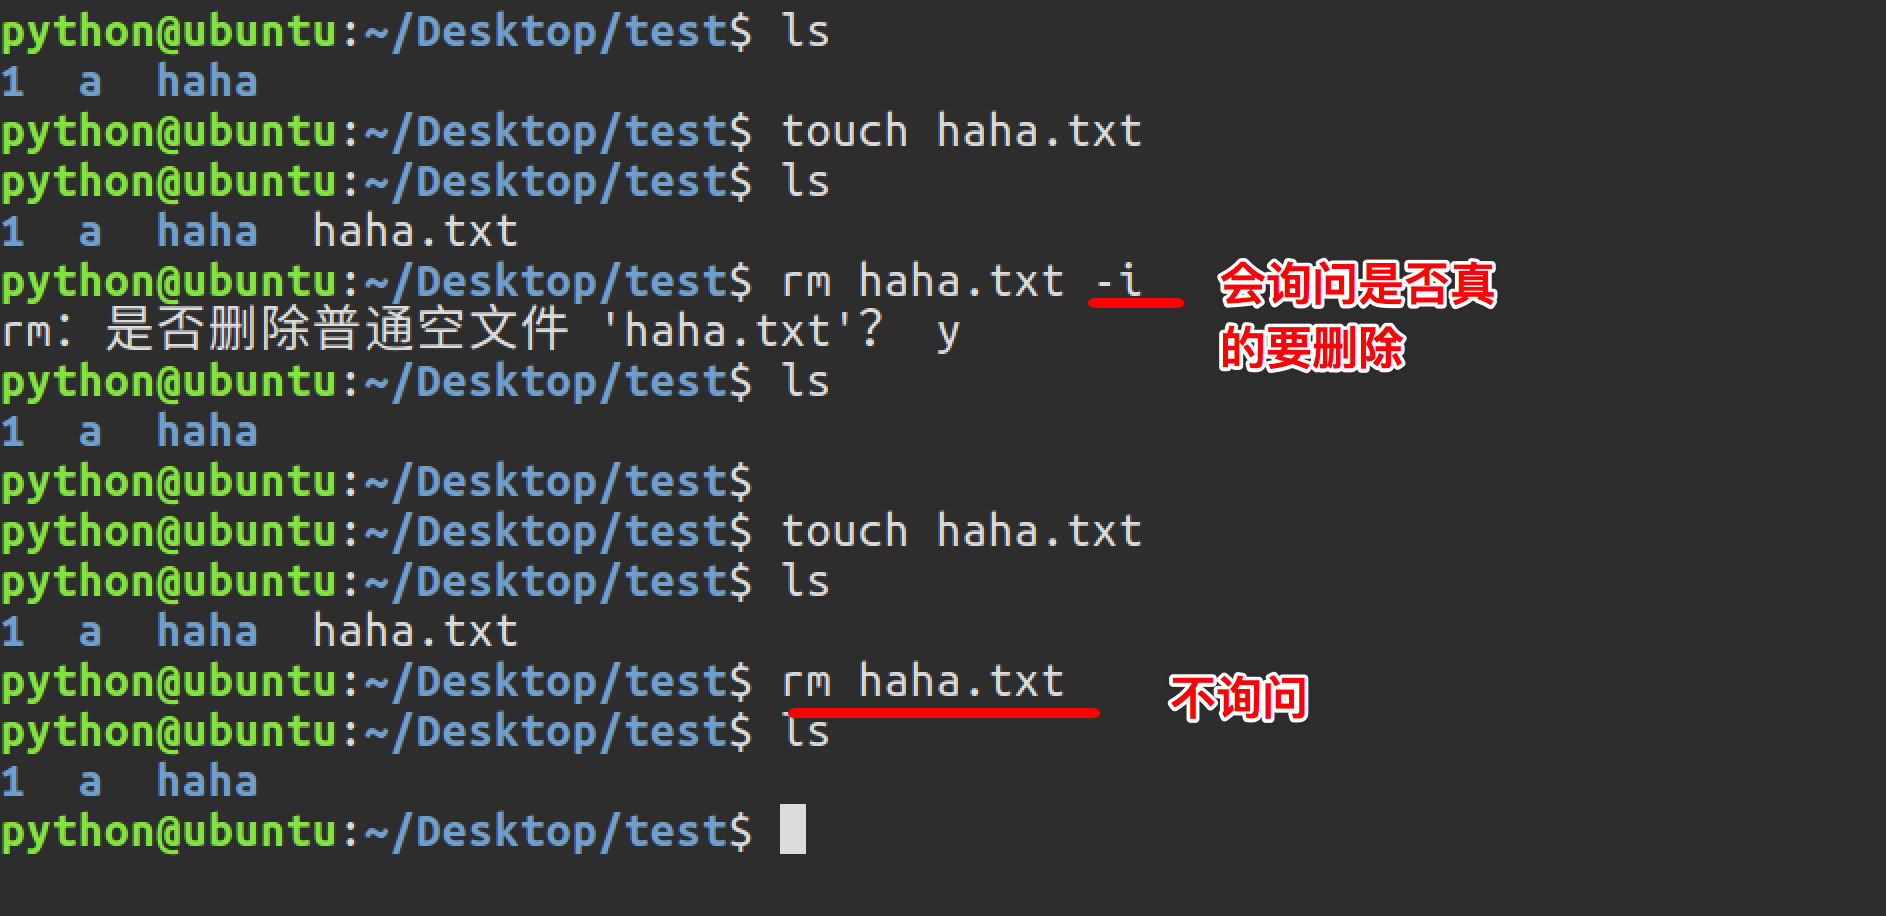 python@ubuntu:~/Desktop/test$ ls
1  a  haha
python@ubuntu:~/Desktop/test$ touch haha.txt
python@ubuntu:~/Desktop/test$ ls
1  a  haha  haha.txt
python@ubuntu:~/Desktop/test$ rm haha.txt -i
会询问是否真
rm: 是否删除普通空文件 'haha.txt'? y
的要删除
python@ubuntu:~/Desktop/test$ ls
1  a  haha
python@ubuntu:~/Desktop/test$
python@ubuntu:~/Desktop/test$ touch haha.txt
python@ubuntu:~/Desktop/test$ ls
1  a  haha  haha.txt
python@ubuntu:~/Desktop/test$ rm haha.txt
不询问
python@ubuntu:~/Desktop/test$ ls
1  a  haha
python@ubuntu:~/Desktop/test$